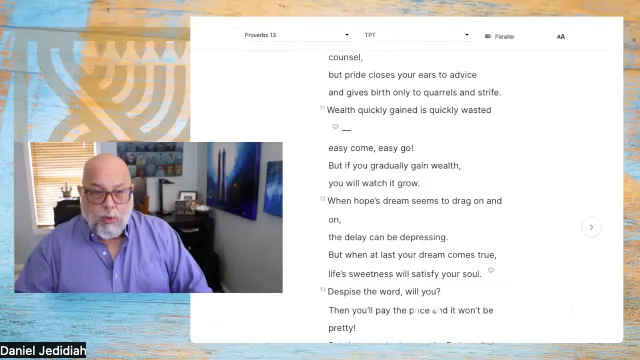 Proverbs 13
TPT
Parallel
AA
counsel,
but pride closes your ears to advice
and gives birth only to quarrels and strife.
11 Wealth quickly gained is quickly wasted
—
easy come, easy go!
But if you gradually gain wealth,
you will watch it grow.
12 When hope's dream seems to drag on and
on,
the delay can be depressing.
But when at last your dream comes true,
life's sweetness will satisfy your soul.
13 Despise the word, will you?
Then you'll pay the price and it won't be
pretty!
Daniel Jedidiah